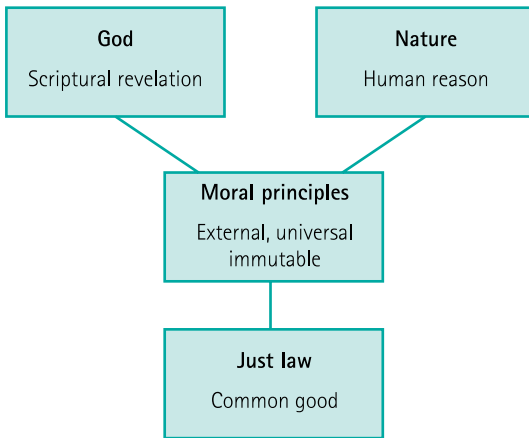 God
Scriptural revelation
Nature
Human reason
Moral principles
External, universal
immutable
Just law
Common good